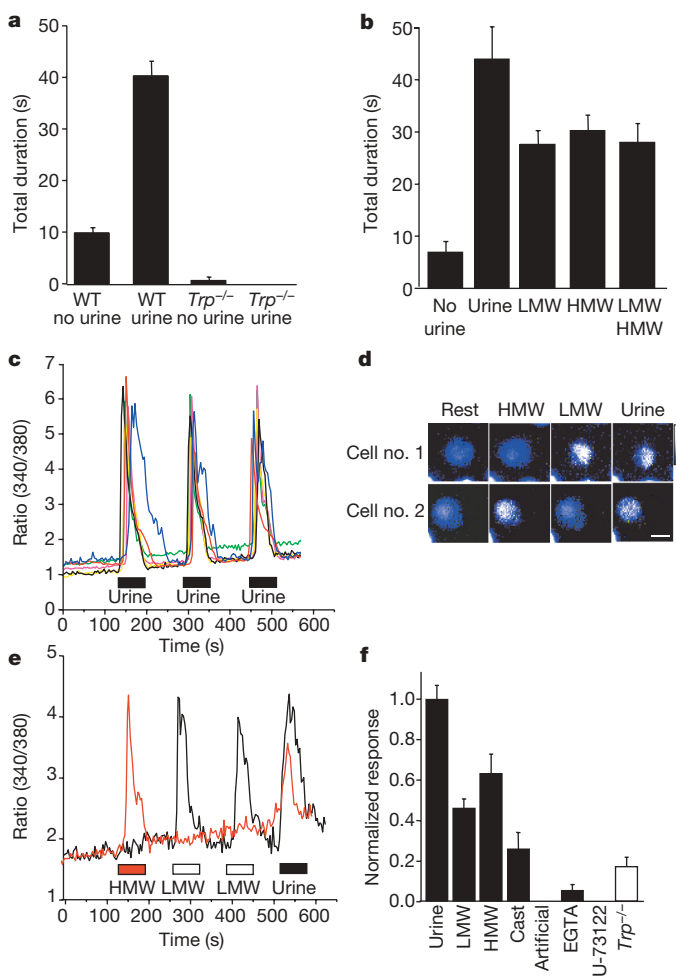 a
Total duration (s)
50
40
30
20
10
0
WT no urine
WT urine
Trp−/− no urine
Trp−/− urine
b
Total duration (s)
50
40
30
20
10
0
No urine
Urine
LMW
HMW
LMW HMW
c
Ratio (340/380)
7
6
5
4
3
2
1
0
Urine
Urine
Urine
0 100 200 300 400 500 600
Time (s)
d
Rest HMW LMW Urine
Cell no. 1
Cell no. 2
e
Ratio (340/380)
5
4
3
2
1
HMW
LMW
LMW
Urine
0 100 200 300 400 500 600
Time (s)
f
Normalized response
1.0
0.8
0.6
0.4
0.2
0.0
Urine
LMW
HMW
Cast
Artificial
EGTA
U-73122
Trp−/−